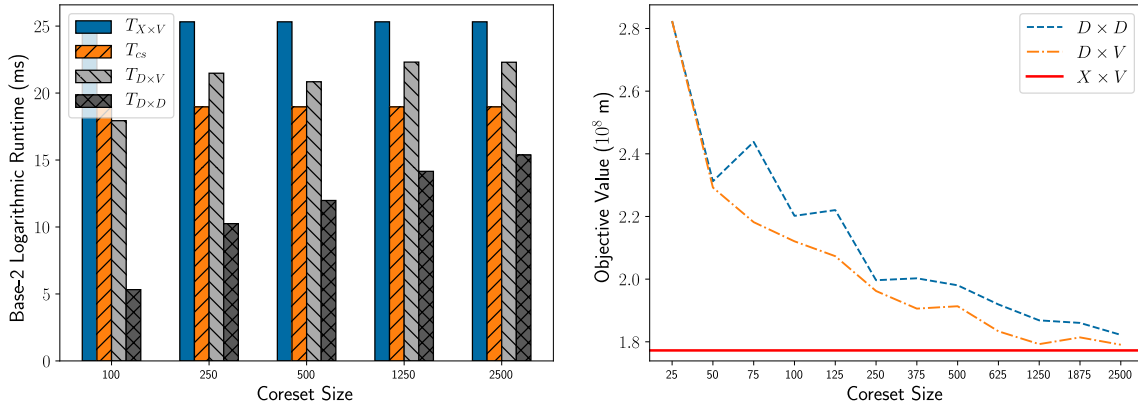 Base-2 Logarithmic Runtime (ms)
25
20
15
10
5
0
T_{X×V}
T_{cs}
T_{D×V}
T_{D×D}
100
250
500
1250
2500
Coreset Size
Objective Value (10^8 m)
2.8
2.6
2.4
2.2
2.0
1.8
D × D
D × V
X × V
25
50
75
100
125
250
375
500
625
1250
1875
2500
Coreset Size